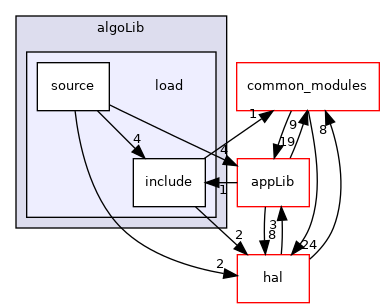 algoLib
source
load
common_modules
1
4
4
9
19
8
include
1
appLib
2
3
8
24
2
hal